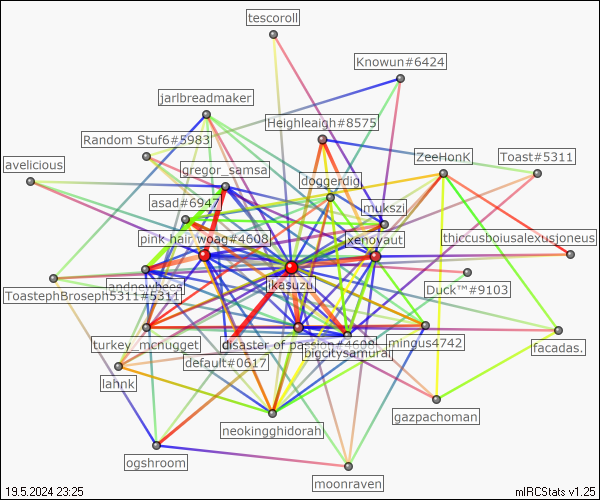 tescoroll
Knowun#6424
jarlbreadmaker
Heighleaigh#8575
Random Stuf6#5983
ZeeHonK
Toast#5311
avelicious
gregor_samsa
doggerdig.
asad#6947
mukszi
pink hair woag#4608
xenovaut
thiccusboiusalexusjoneus
andnewbees
ikasuzu
Duck™#9103
ToastephBroseph5311#5311
turkey_mcnugget
disaster of passion#4608
mingus4742
facadas.
bigcitysamurai
default#0617
lahnk
gazpachoman
neokingghidorah
ogshroom
moonraven
19.5.2024 23:25
mIRCStats v1.25